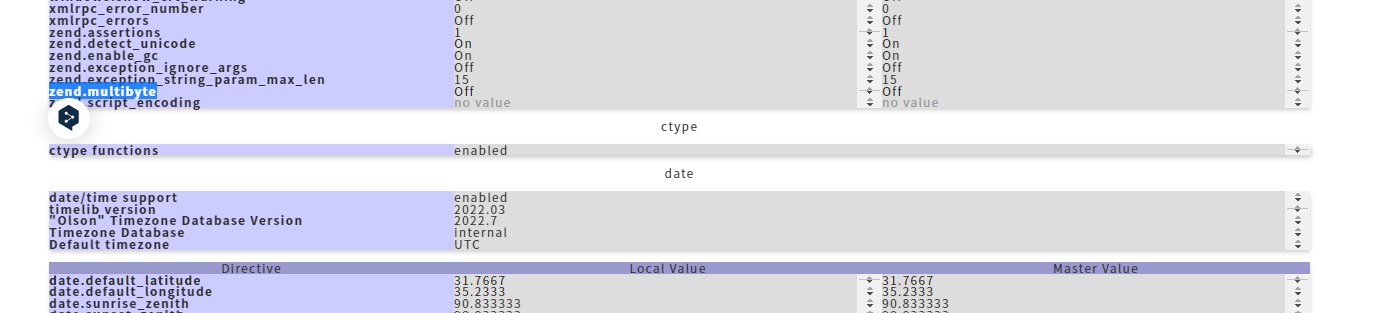 xmlrpc_error_number 0 0
xmlrpc_errors Off Off
zend.assertions 1 1
zend.detect_unicode On On
zend.enable_gc On On
zend.exception_ignore_args Off Off
zend.exception_string_param_max_len 15 15
zend.multibyte Off Off
zend.script_encoding no value no value
ctype
ctype functions enabled
date
date/time support enabled
timelib version 2022.03
"Olson" Timezone Database Version 2022.7
Timezone Database internal
Default timezone UTC
Directive Local Value Master Value
date.default_latitude 31.7667 31.7667
date.default_longitude 35.2333 35.2333
date.sunrise_zenith 90.833333 90.833333